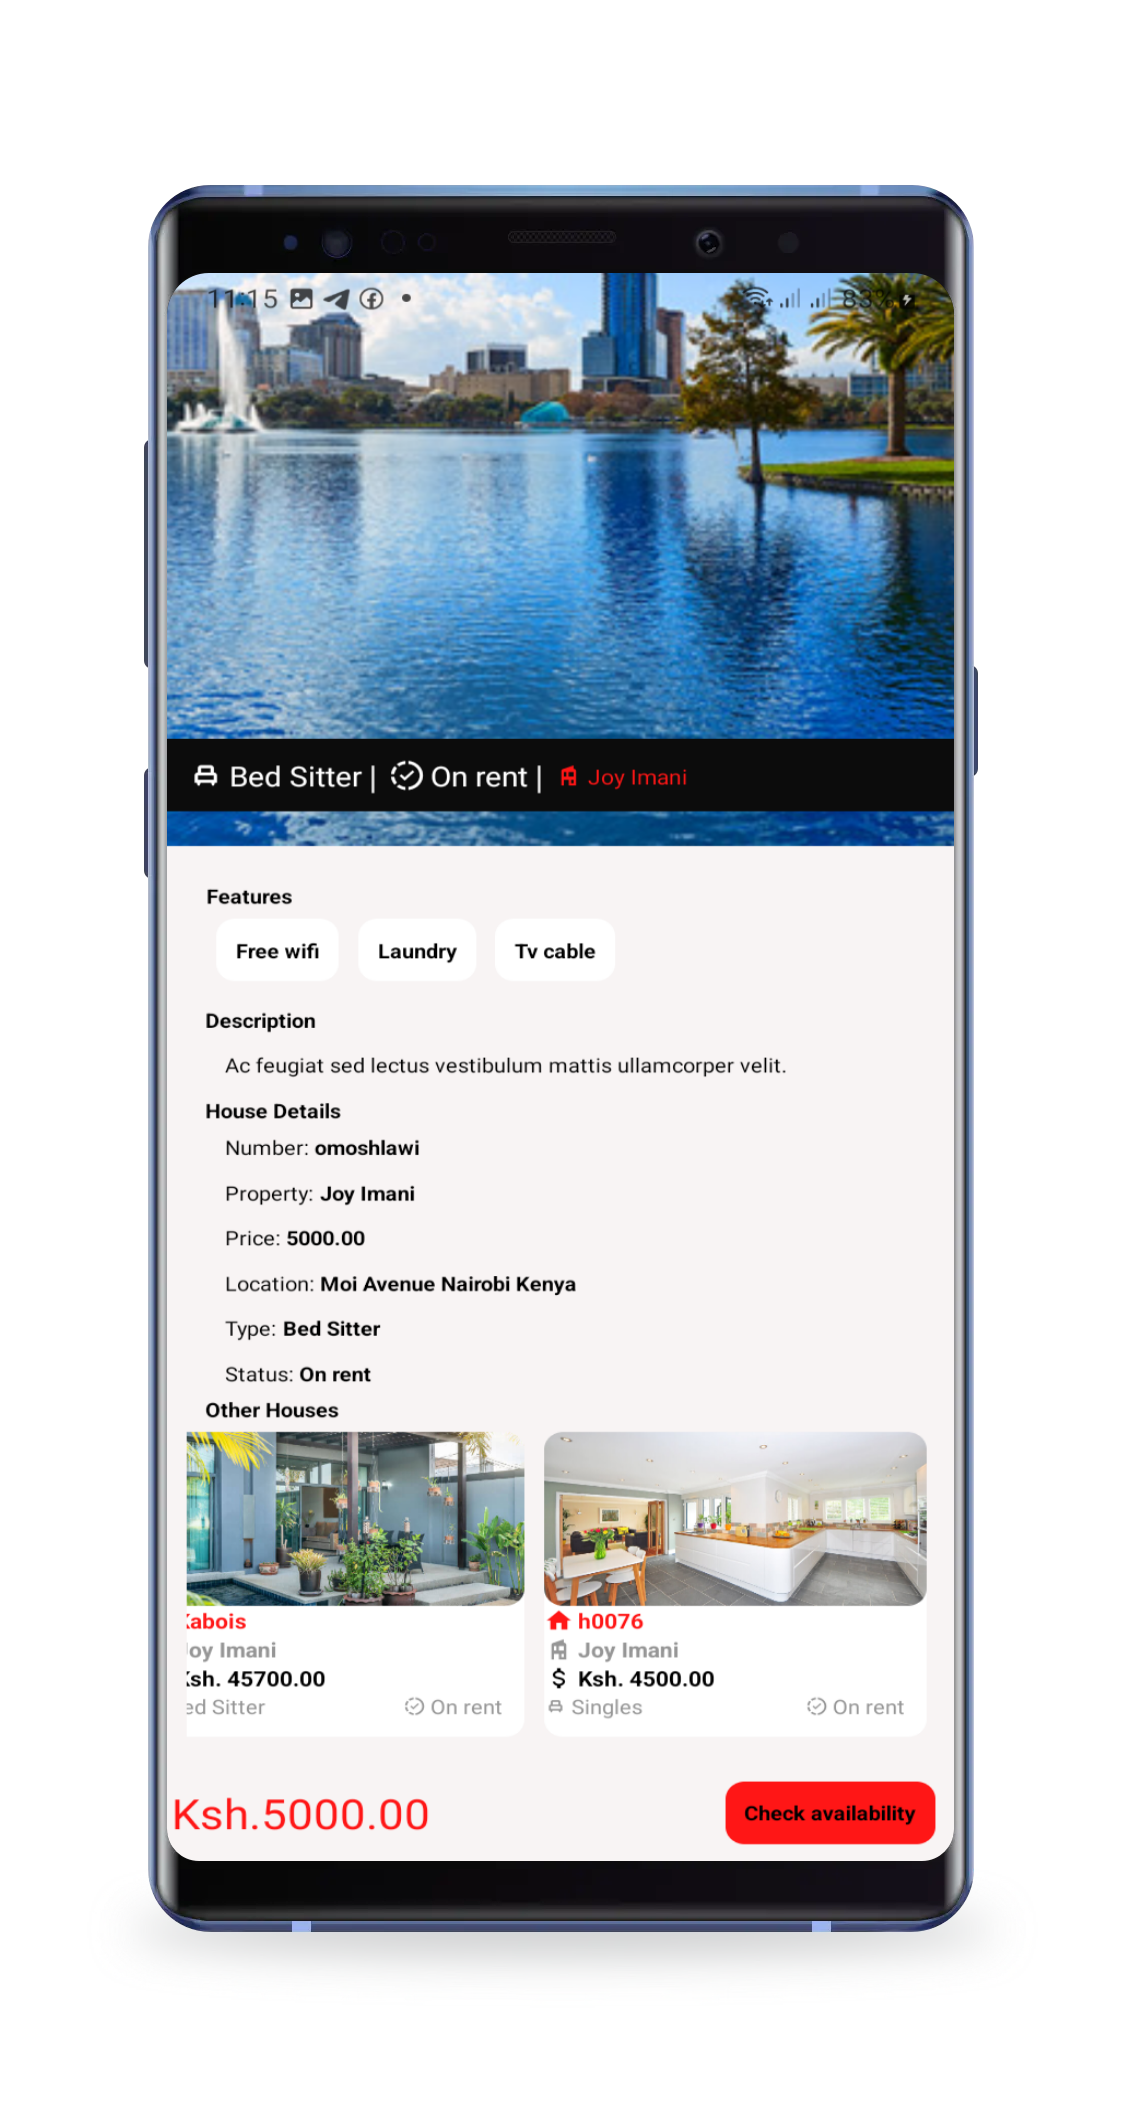 11:15 83%
Bed Sitter | On rent | Joy Imani
Features
Free wifi Laundry Tv cable
Description
Ac feugiat sed lectus vestibulum mattis ullamcorper velit.
House Details
Number: omoshlawi
Property: Joy Imani
Price: 5000.00
Location: Moi Avenue Nairobi Kenya
Type: Bed Sitter
Status: On rent
Other Houses
Kabois
Joy Imani
Ksh. 45700.00
ed Sitter On rent
h0076
Joy Imani
$ Ksh. 4500.00
Singles On rent
Ksh.5000.00
Check availability